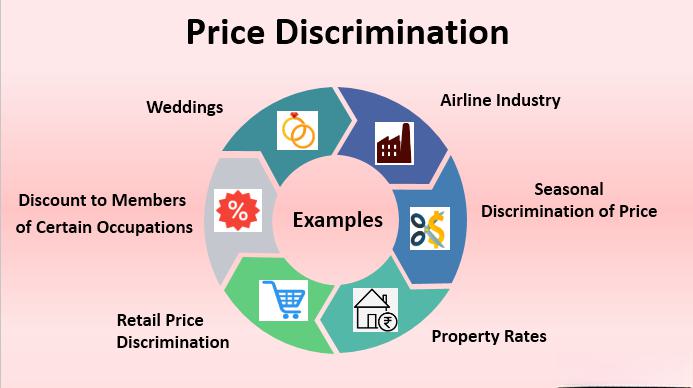 Price Discrimination
Weddings
Airline Industry
Discount to Members
of Certain Occupations
Examples
Seasonal
Discrimination of Price
Retail Price
Discrimination
Property Rates
%
$
₹